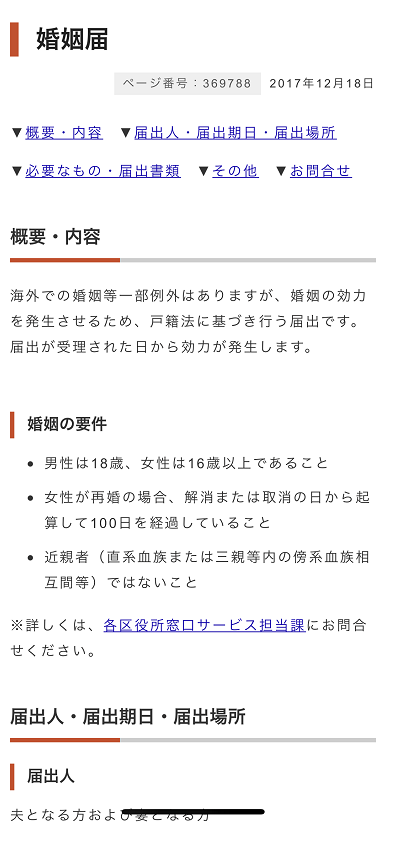 婚姻届
ページ番号：369788　2017年12月18日
▼概要・内容　▼届出人・届出期日・届出場所
▼必要なもの・届出書類　▼その他　▼お問合せ
概要・内容
海外での婚姻等一部例外はありますが、婚姻の効力
を発生させるため、戸籍法に基づき行う届出です。
届出が受理された日から効力が発生します。
婚姻の要件
男性は18歳、女性は16歳以上であること
女性が再婚の場合、解消または取消の日から起
算して100日を経過していること
近親者（直系血族または三親等内の傍系血族相
互間等）ではないこと
※詳しくは、各区役所窓口サービス担当課にお問合
せください。
届出人・届出期日・届出場所
届出人
夫となる方および妻となる方